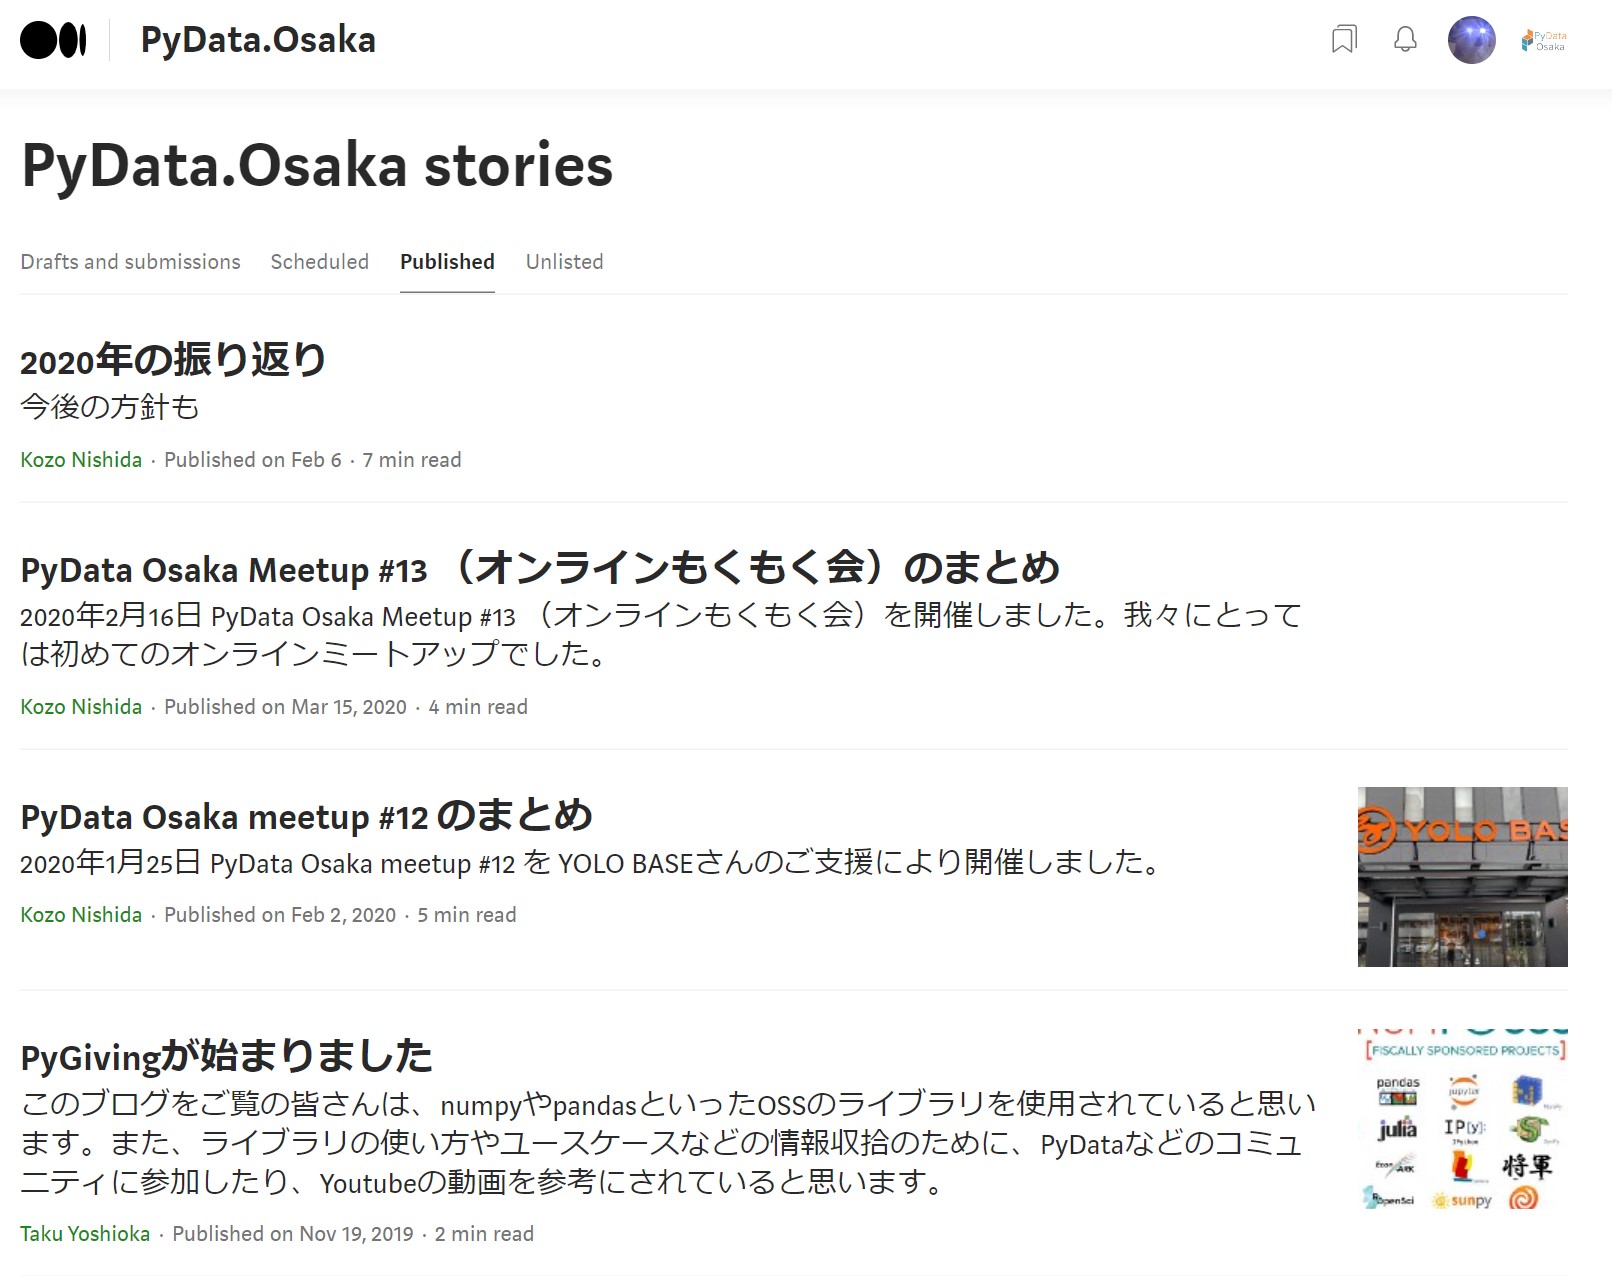 PyData.Osaka
PyData
Osaka
PyData.Osaka stories
Drafts and submissions Scheduled Published Unlisted
2020年の振り返り
今後の方針も
Kozo Nishida · Published on Feb 6 · 7 min read
PyData Osaka Meetup #13 （オンラインもくもく会）のまとめ
2020年2月16日 PyData Osaka Meetup #13 （オンラインもくもく会）を開催しました。我々にとって
は初めてのオンラインミートアップでした。
Kozo Nishida · Published on Mar 15, 2020 · 4 min read
PyData Osaka meetup #12 のまとめ
2020年1月25日 PyData Osaka meetup #12 を YOLO BASEさんのご支援により開催しました。
Kozo Nishida · Published on Feb 2, 2020 · 5 min read
YOLO BAS
PyGivingが始まりました
このブログをご覧の皆さんは、numpyやpandasといったOSSのライブラリを使用されていると思い
ます。また、ライブラリの使い方やユースケースなどの情報収拾のために、PyDataなどのコミュ
ニティに参加したり、Youtubeの動画を参考にされていると思います。
Taku Yoshioka · Published on Nov 19, 2019 · 2 min read
[FISCALLY SPONSORED PROJECTS]
pandas jupyter
julia IP[y]:
IPython
Econ-ARK 将軍
ROpenSci sunpy